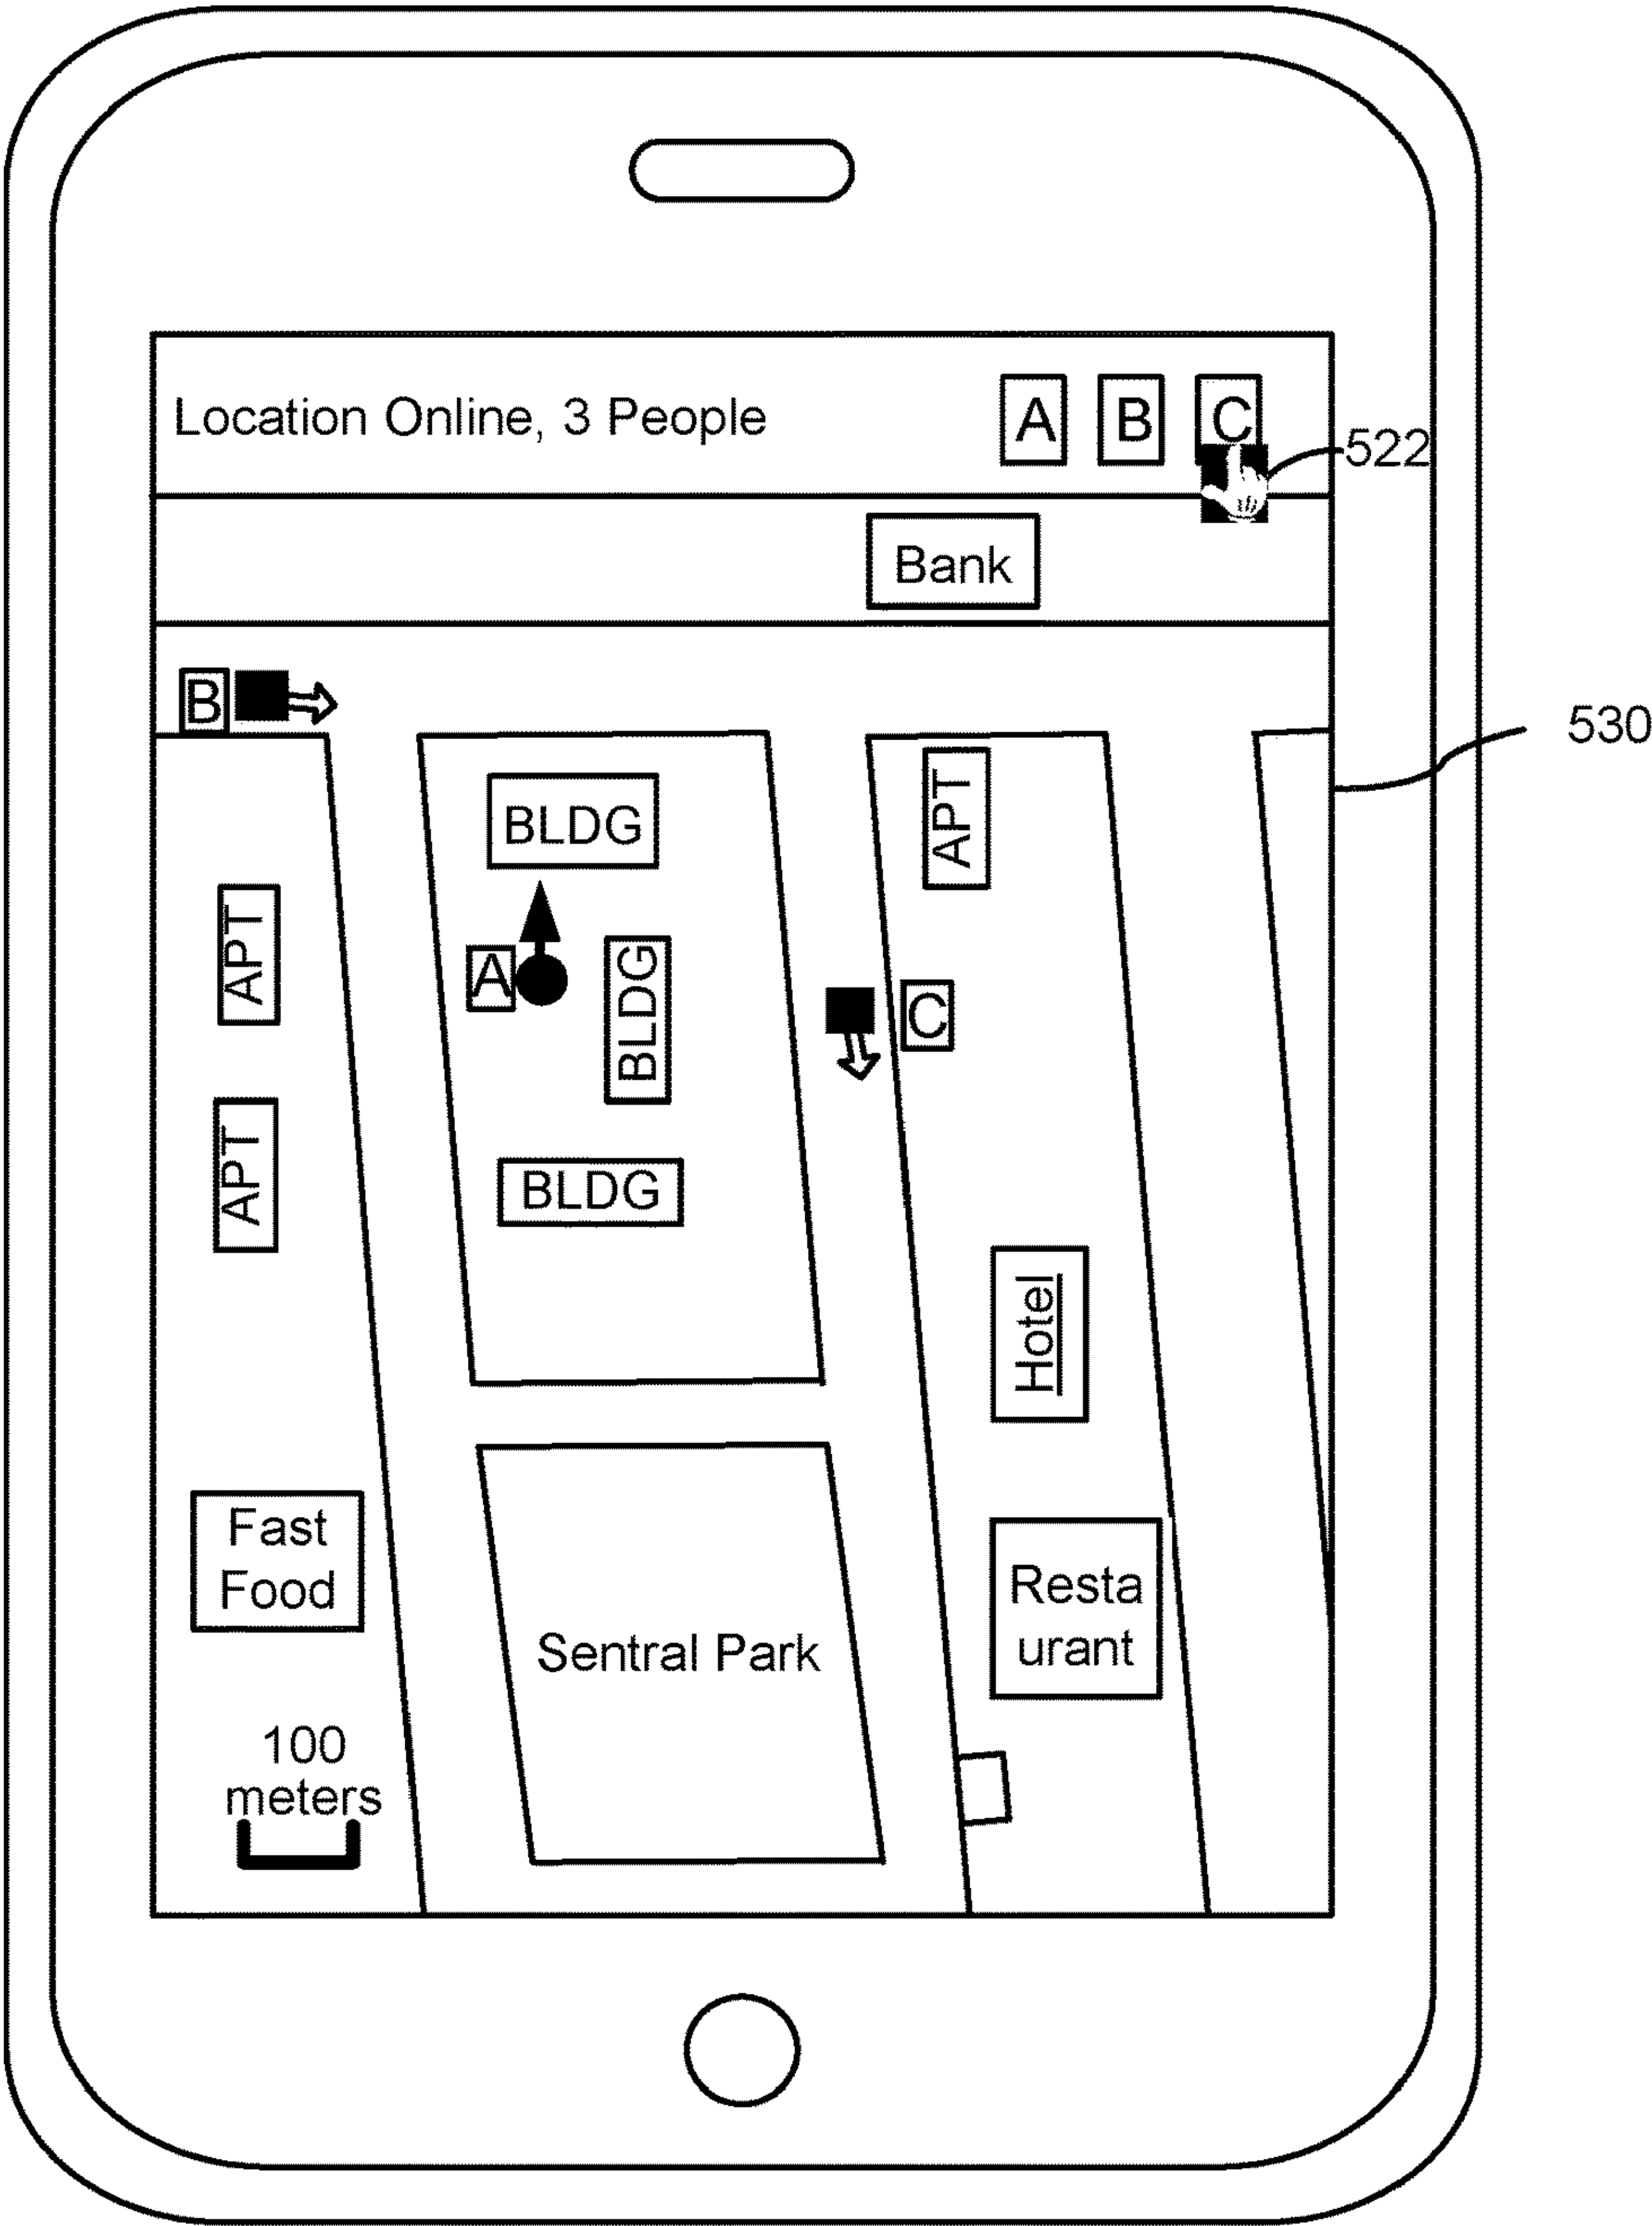 Location Online, 3 People
A
B
C
522
Bank
B
530
BLDG
APT
APT
A
BLDG
C
APT
BLDG
Hotel
Fast
Food
Resta
urant
Sentral Park
100
meters